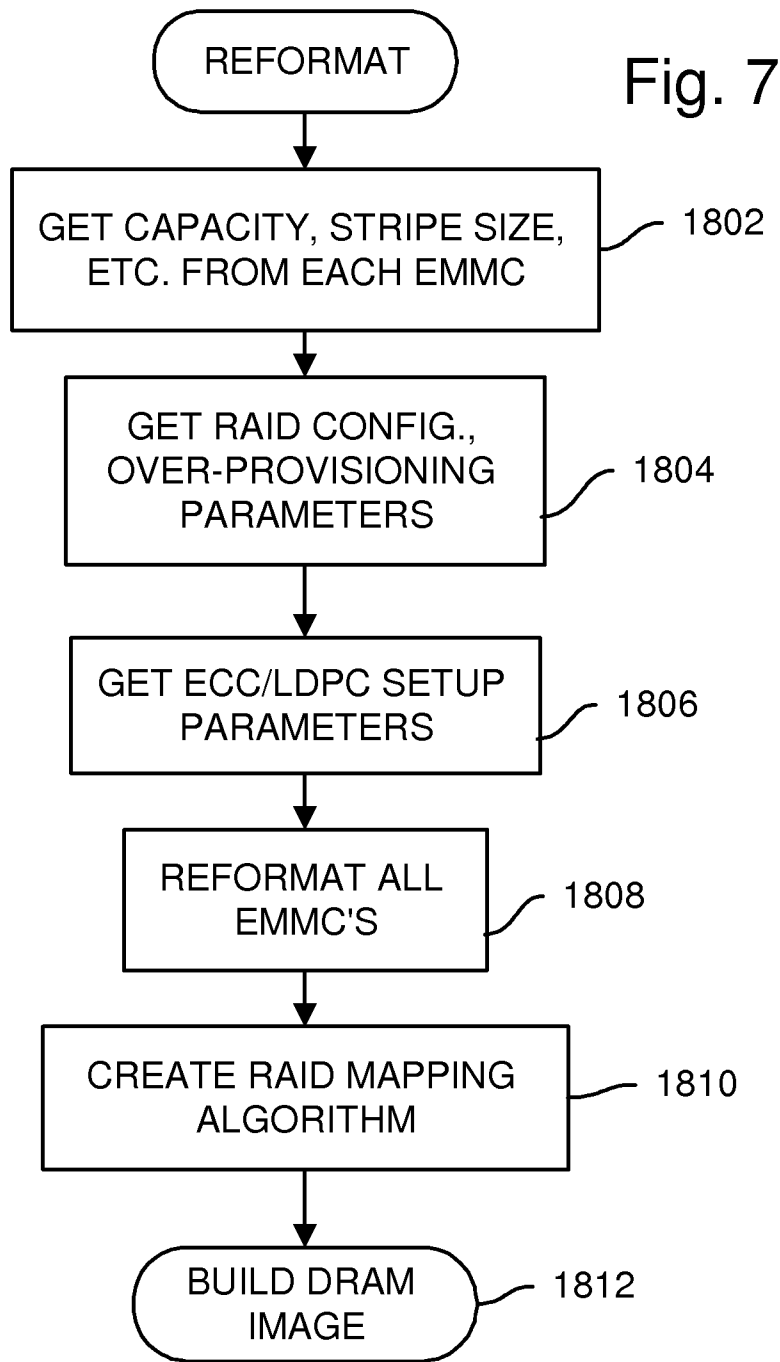 REFORMAT
Fig. 7
GET CAPACITY, STRIPE SIZE,
ETC. FROM EACH EMMC
1802
GET RAID CONFIG.,
OVER-PROVISIONING
PARAMETERS
1804
GET ECC/LDPC SETUP
PARAMETERS
1806
REFORMAT ALL
EMMC'S
1808
CREATE RAID MAPPING
ALGORITHM
1810
BUILD DRAM
IMAGE
1812